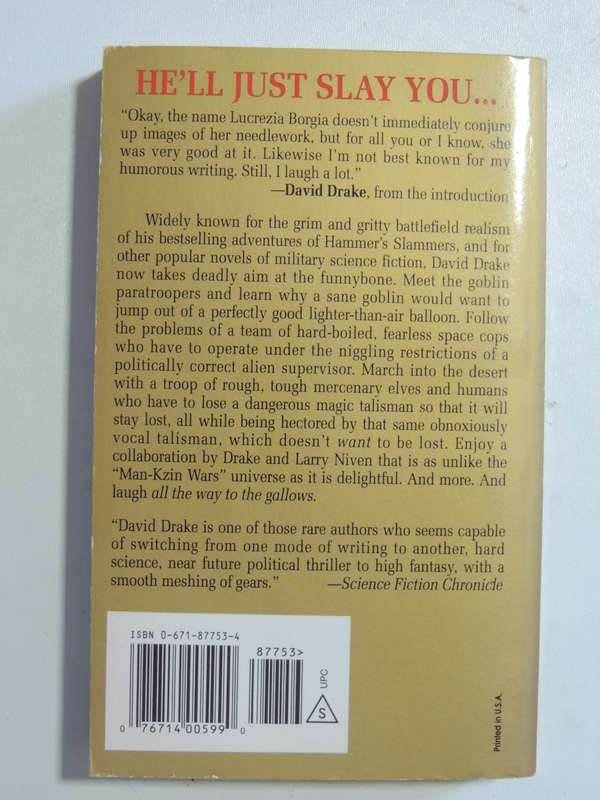 HE'LL JUST SLAY YOU...
"Okay, the name Lucrezia Borgia doesn't immediately conjure
up images of her needlework, but for all you or I know, she
was very good at it. Likewise I'm not best known for my
humorous writing. Still, I laugh a lot."
—David Drake, from the introduction
Widely known for the grim and gritty battlefield realism
of his bestselling adventures of Hammer's Slammers, and for
other popular novels of military science fiction, David Drake
now takes deadly aim at the funnybone. Meet the goblin
paratroopers and learn why a sane goblin would want to
jump out of a perfectly good lighter-than-air balloon. Follow
the problems of a team of hard-boiled, fearless space cops
who have to operate under the niggling restrictions of a
politically correct alien supervisor. March into the desert
with a troop of rough, tough mercenary elves and humans
who have to lose a dangerous magic talisman so that it will
stay lost, all while being hectored by that same obnoxiously
vocal talisman, which doesn't want to be lost. Enjoy a
collaboration by Drake and Larry Niven that is as unlike the
"Man-Kzin Wars" universe as it is delightful. And more. And
laugh all the way to the gallows.
"David Drake is one of those rare authors who seems capable
of switching from one mode of writing to another, hard
science, near future political thriller to high fantasy, with a
smooth meshing of gears." —Science Fiction Chronicle
ISBN 0-671-87753-4
87753>
0 76714 00599 0
S UPC
Printed in U.S.A.